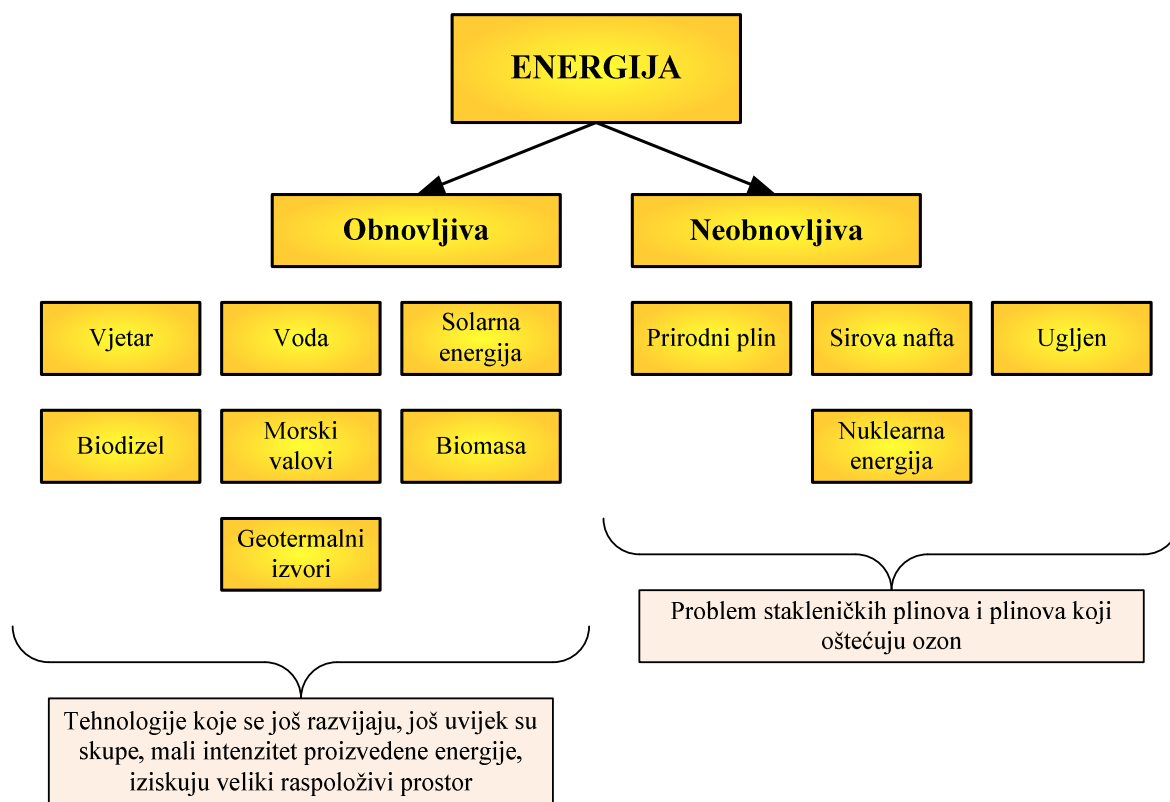 ENERGIJA
Obnovljiva
Neobnovljiva
Vjetar
Voda
Solarna
energija
Prirodni plin
Sirova nafta
Ugljen
Biodizel
Morski
valovi
Biomasa
Nuklearna
energija
Geotermalni
izvori
Problem stakleničkih plinova i plinova koji
oštećuju ozon
Tehnologije koje se još razvijaju, još uvijek su
skupe, mali intenzitet proizvedene energije,
iziskuju veliki raspoloživi prostor